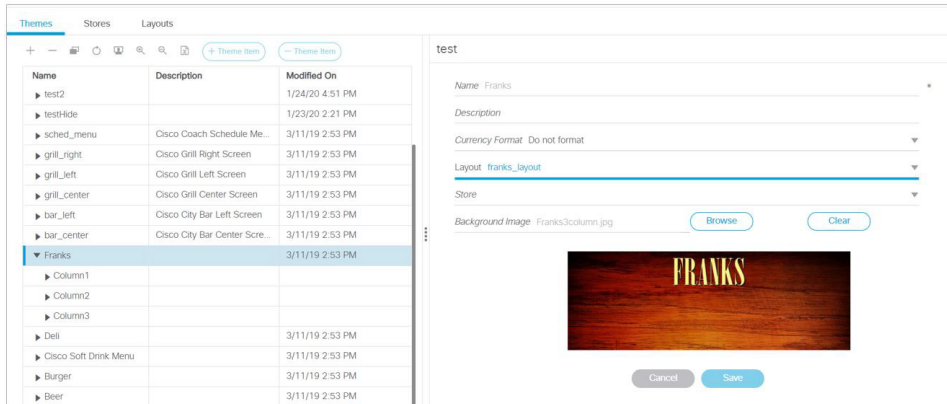 Themes Stores Layouts
+ Theme Item − Theme Item
Name Description Modified On
test2 1/24/20 4:51 PM
testHide 1/23/20 2:21 PM
sched_menu Cisco Coach Schedule Me... 3/11/19 2:53 PM
grill_right Cisco Grill Right Screen 3/11/19 2:53 PM
grill_left Cisco Grill Left Screen 3/11/19 2:53 PM
grill_center Cisco Grill Center Screen 3/11/19 2:53 PM
bar_left Cisco City Bar Left Screen 3/11/19 2:53 PM
bar_center Cisco City Bar Center Scre... 3/11/19 2:53 PM
Franks 3/11/19 2:53 PM
Column1
Column2
Column3
Deli 3/11/19 2:53 PM
Cisco Soft Drink Menu 3/11/19 2:53 PM
Burger 3/11/19 2:53 PM
Beer 3/11/19 2:53 PM
test
Name Franks *
Description
Currency Format Do not format
Layout franks_layout
Store
Background Image Franks3column.jpg Browse Clear
FRANKS
Cancel Save